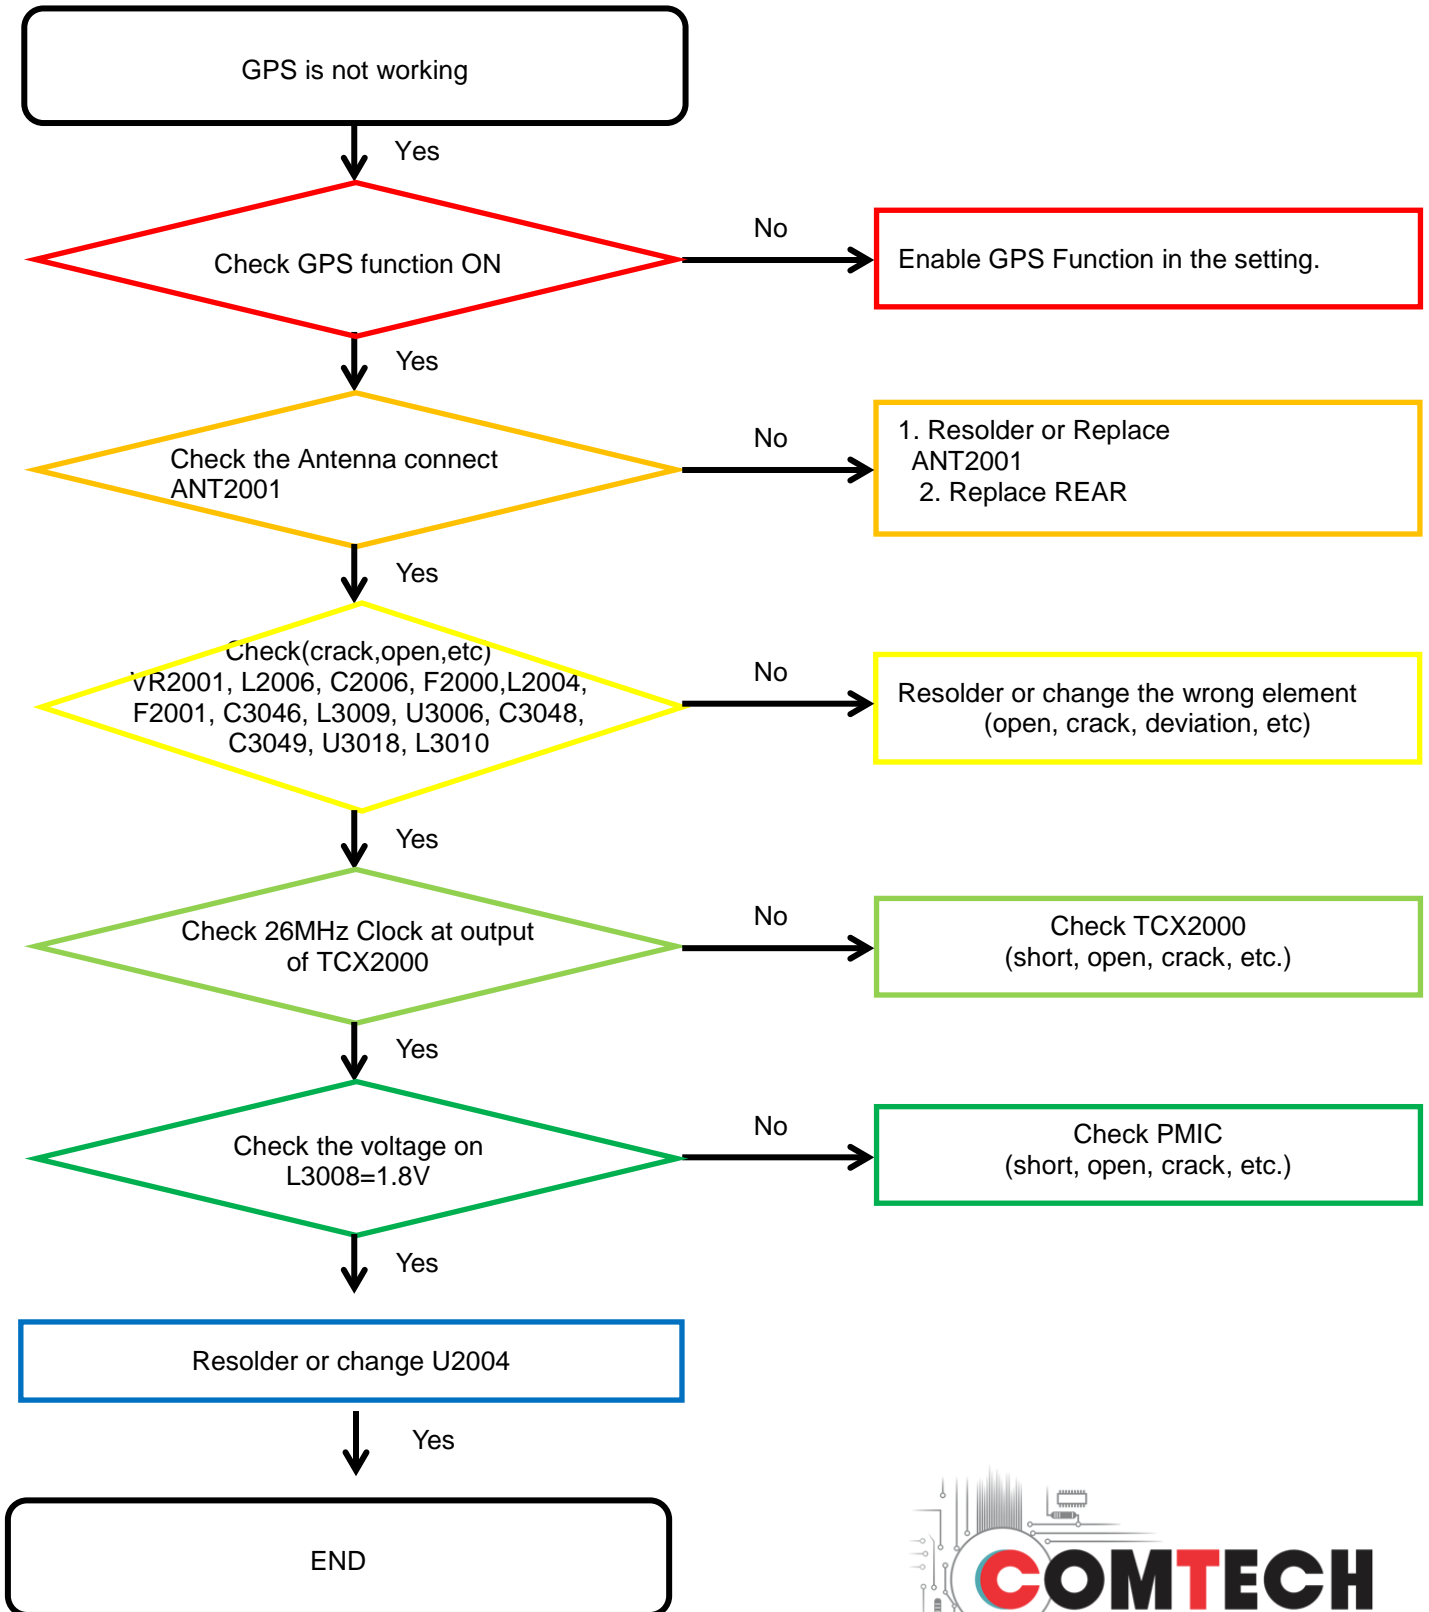 GPS is not working
Yes
Check GPS function ON
No
Enable GPS Function in the setting.
Yes
Check the Antenna connect
ANT2001
No
1. Resolder or Replace
ANT2001
2. Replace REAR
Yes
Check(crack,open,etc)
VR2001, L2006, C2006, F2000,L2004,
F2001, C3046, L3009, U3006, C3048,
C3049, U3018, L3010
No
Resolder or change the wrong element
(open, crack, deviation, etc)
Yes
Check 26MHz Clock at output
of TCX2000
No
Check TCX2000
(short, open, crack, etc.)
Yes
Check the voltage on
L3008=1.8V
No
Check PMIC
(short, open, crack, etc.)
Yes
Resolder or change U2004
Yes
END
COMTECH